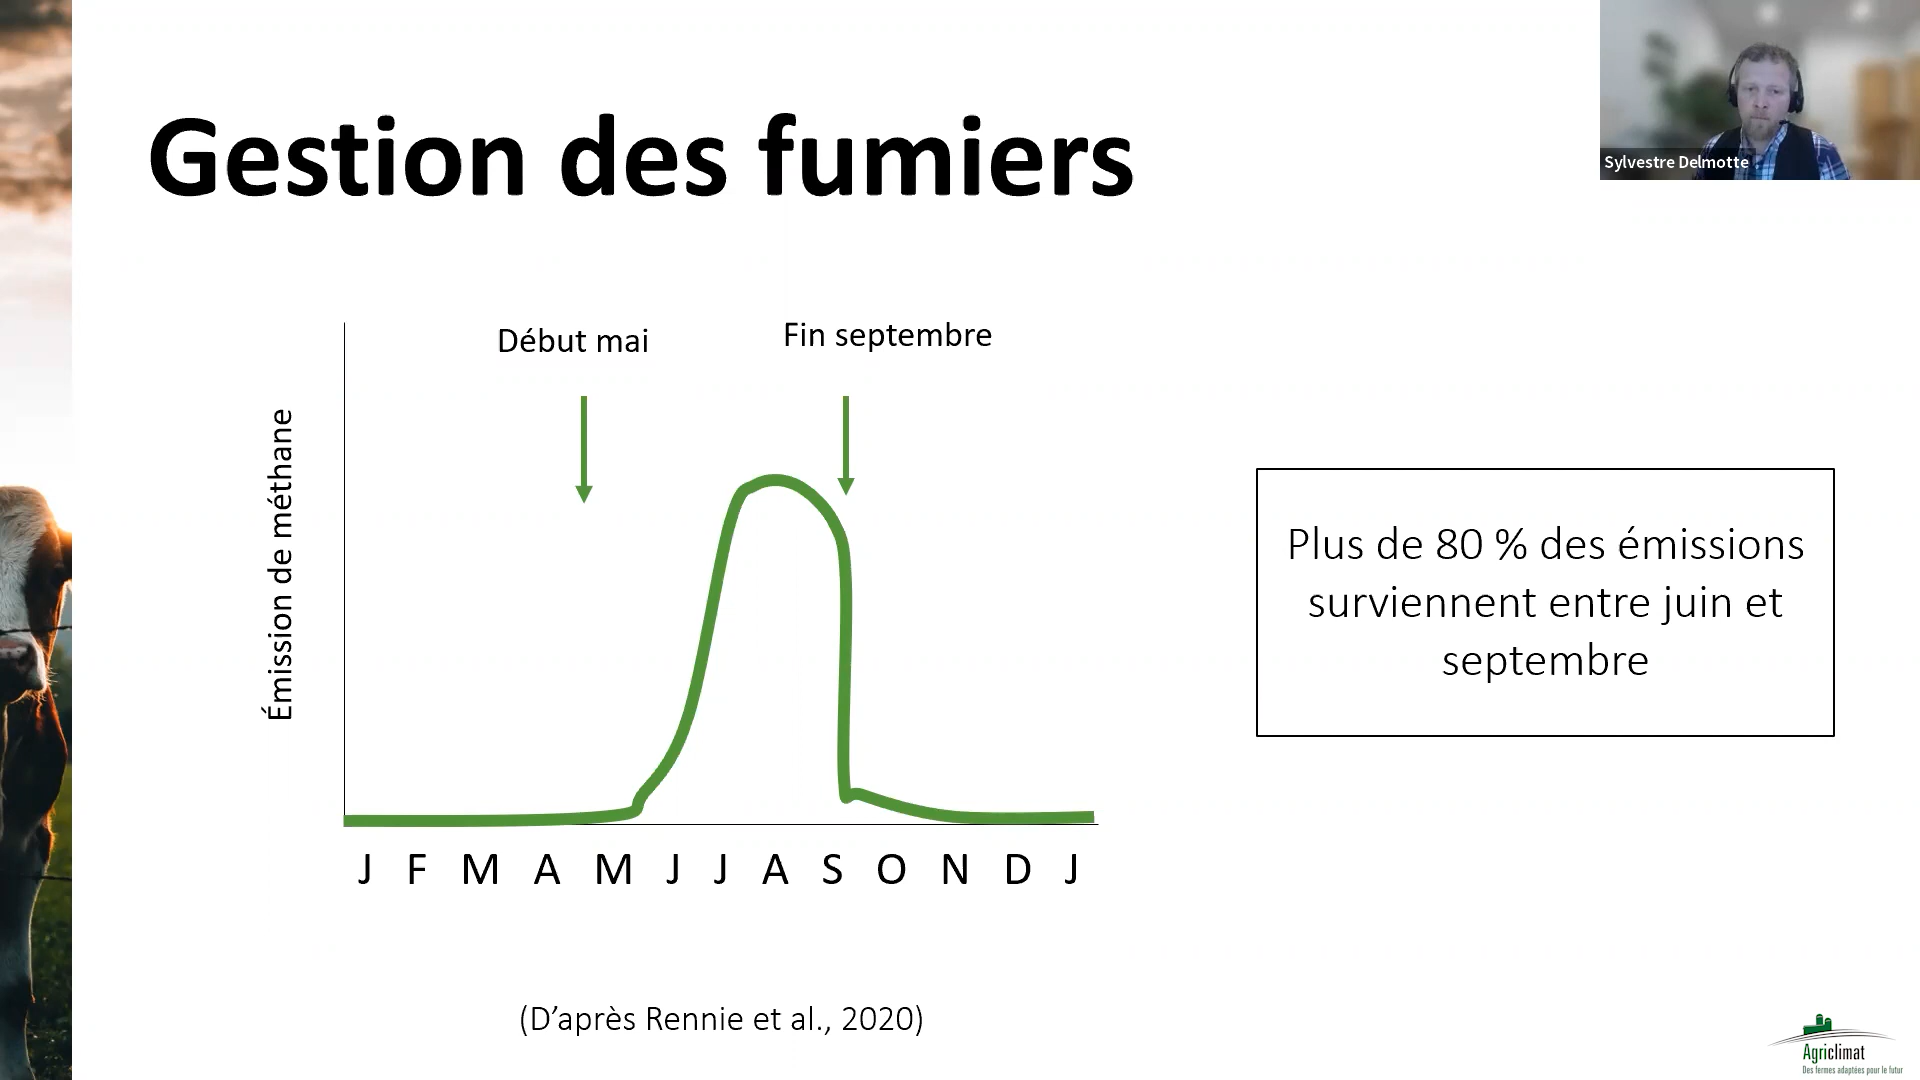 Gestion des fumiers
Sylvestre Delmotte
Début mai
Fin septembre
Émission de méthane
J F M A M J J A S O N D J
Plus de 80 % des émissions
surviennent entre juin et
septembre
(D’après Rennie et al., 2020)
Agriclimat
Des fermes adaptées pour le futur